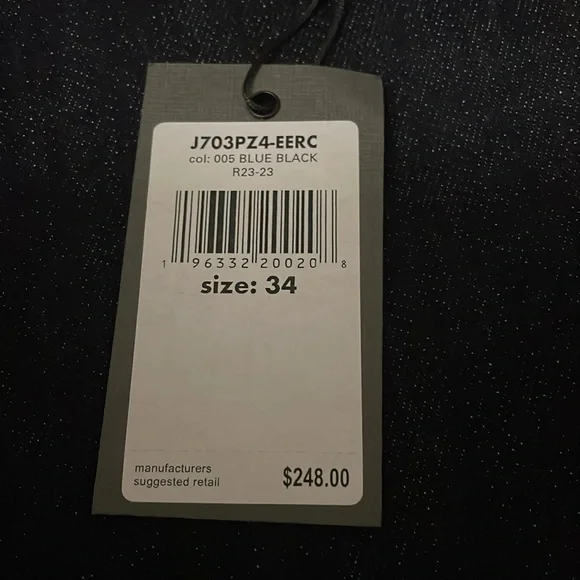 J703PZ4-EERC
col: 005 BLUE BLACK
R23-23
1 96332 20020 8
size: 34
manufacturers
suggested retail
$248.00